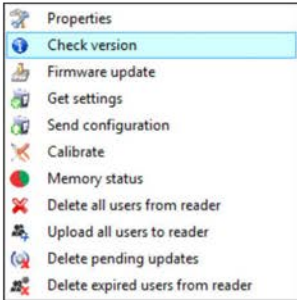 Properties
Check version
Firmware update
Get settings
Send configuration
Calibrate
Memory status
Delete all users from reader
Upload all users to reader
Delete pending updates
Delete expired users from reader